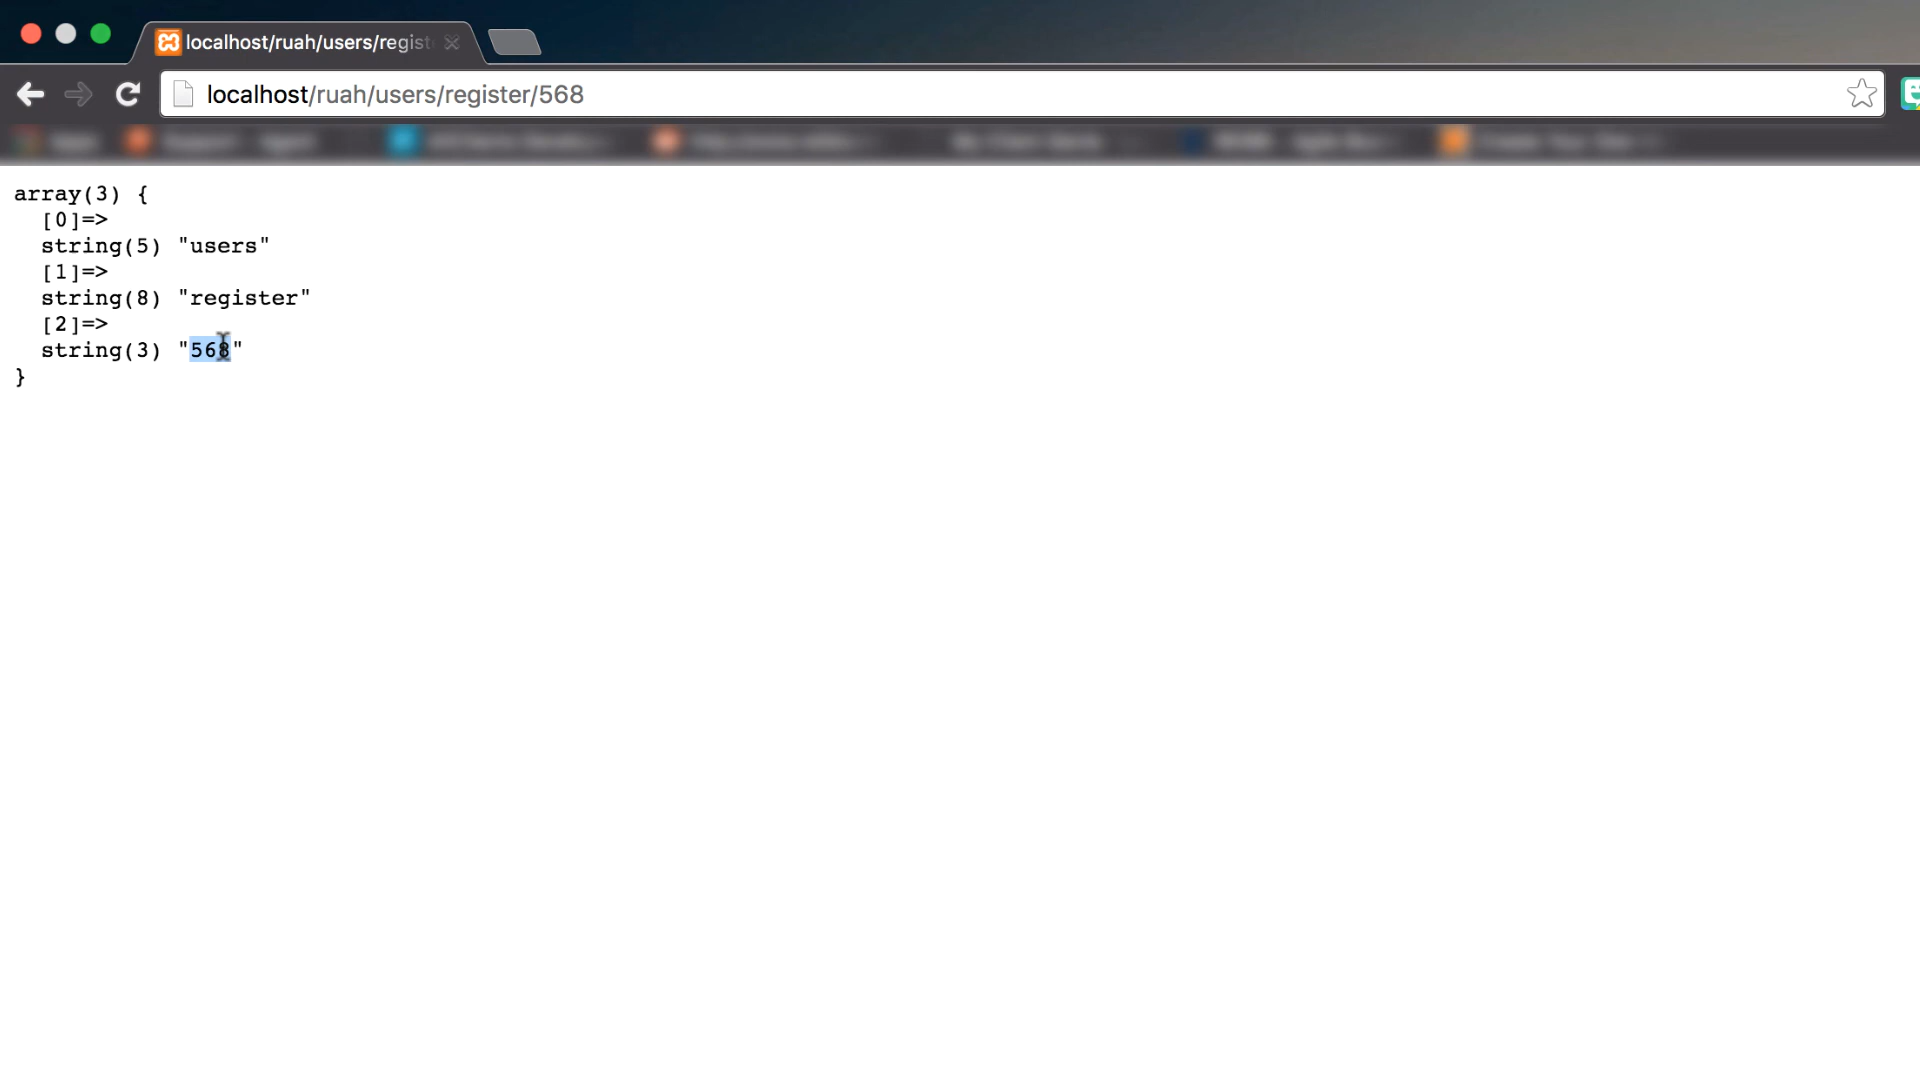 localhost/ruah/users/regist
localhost/ruah/users/register/568
array(3) {
  [0]=>
  string(5) "users"
  [1]=>
  string(8) "register"
  [2]=>
  string(3) "568"
}